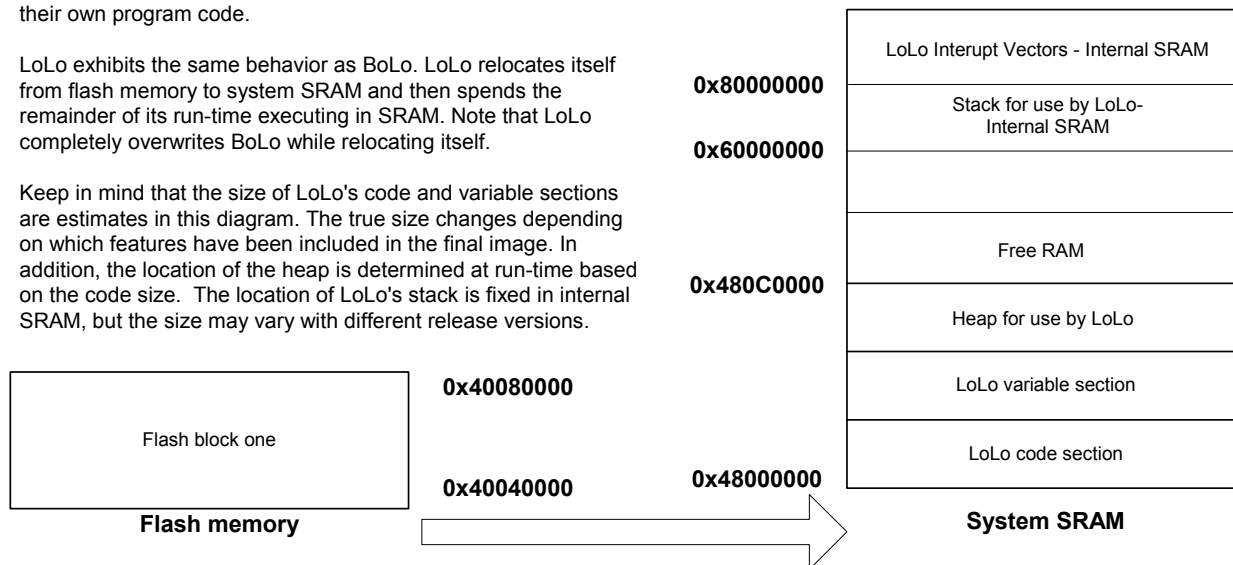 their own program code.
LoLo exhibits the same behavior as BoLo. LoLo relocates itself
from flash memory to system SRAM and then spends the
remainder of its run-time executing in SRAM. Note that LoLo
completely overwrites BoLo while relocating itself.
Keep in mind that the size of LoLo's code and variable sections
are estimates in this diagram. The true size changes depending
on which features have been included in the final image. In
addition, the location of the heap is determined at run-time based
on the code size.  The location of LoLo's stack is fixed in internal
SRAM, but the size may vary with different release versions.
0x40080000
Flash block one
0x40040000
Flash memory
LoLo Interupt Vectors - Internal SRAM
0x80000000
Stack for use by LoLo-
Internal SRAM
0x60000000
Free RAM
0x480C0000
Heap for use by LoLo
LoLo variable section
LoLo code section
0x48000000
System SRAM